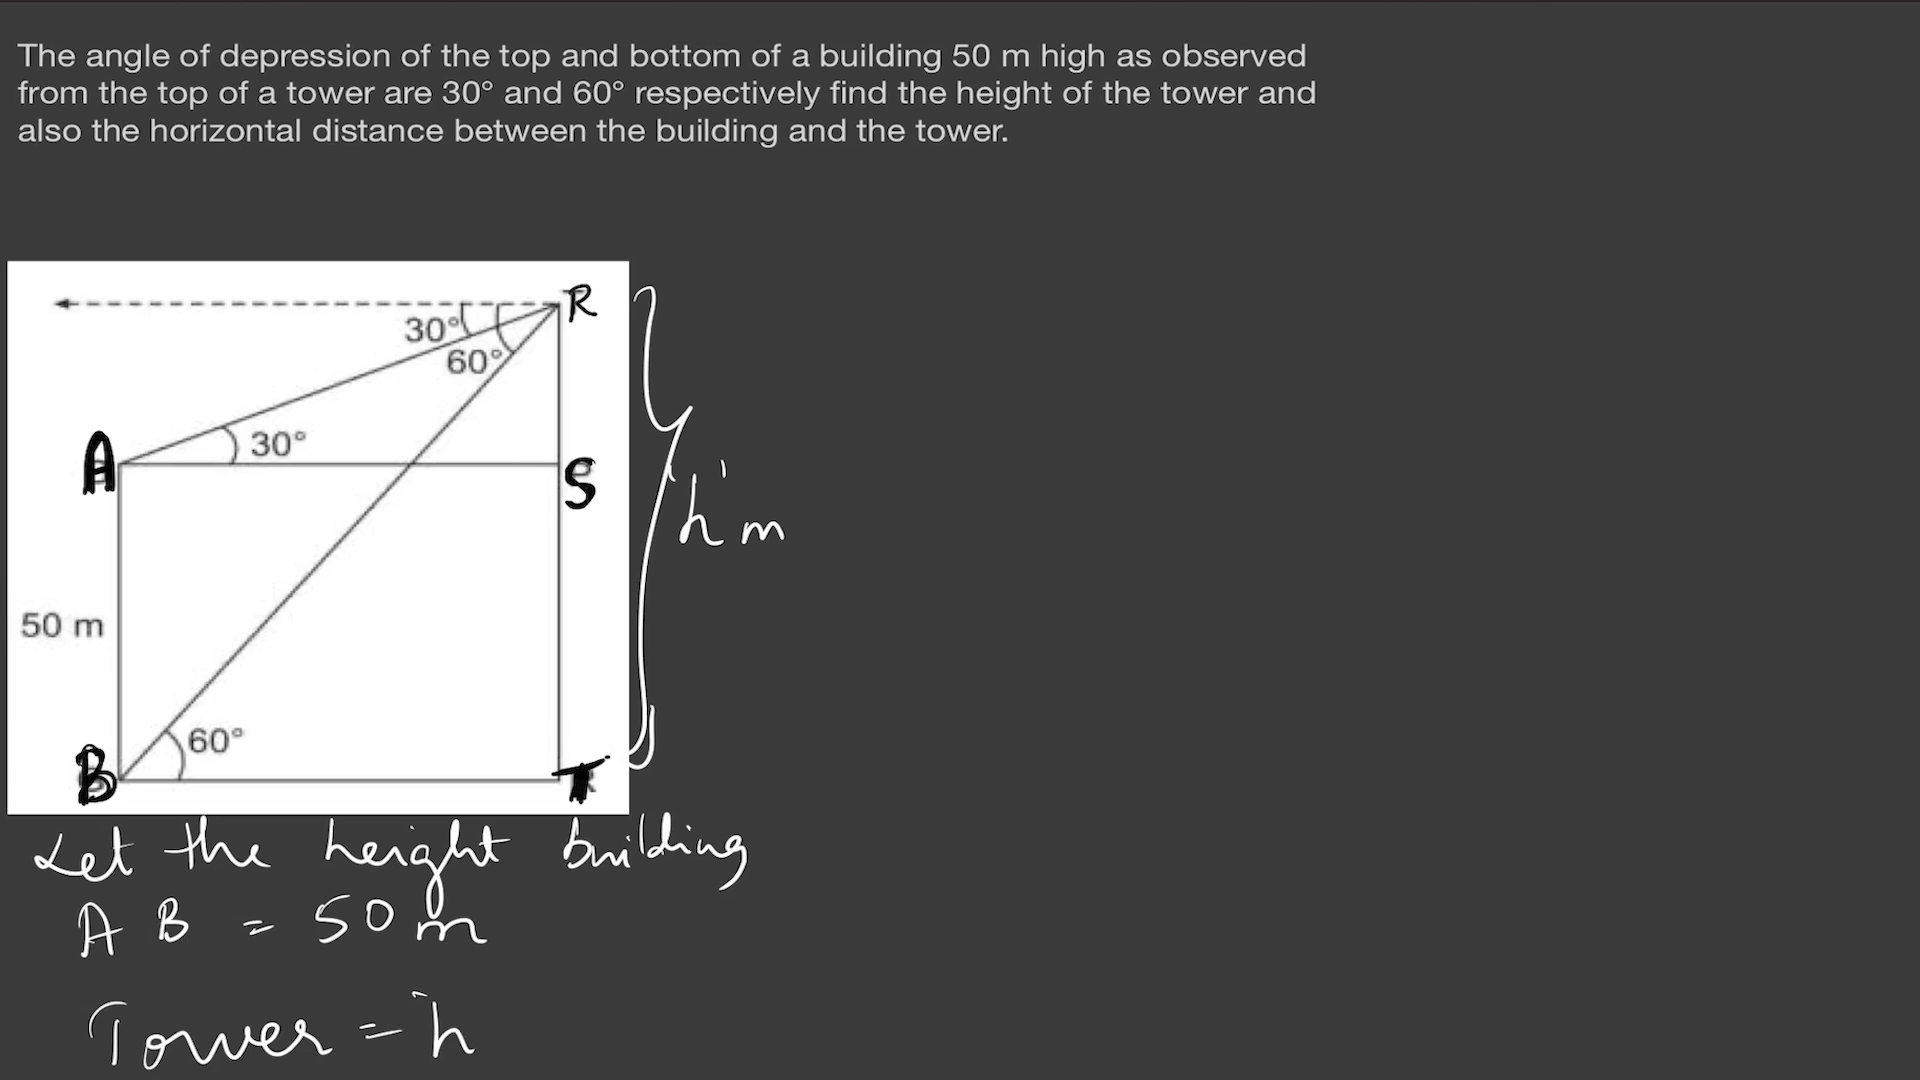 The angle of depression of the top and bottom of a building 50 m high as observed
from the top of a tower are 30° and 60° respectively find the height of the tower and
also the horizontal distance between the building and the tower.
R
30°
60°
30°
A
S
'h' m
50 m
60°
B
T
Let the height building
A B = 50 m
Tower = h